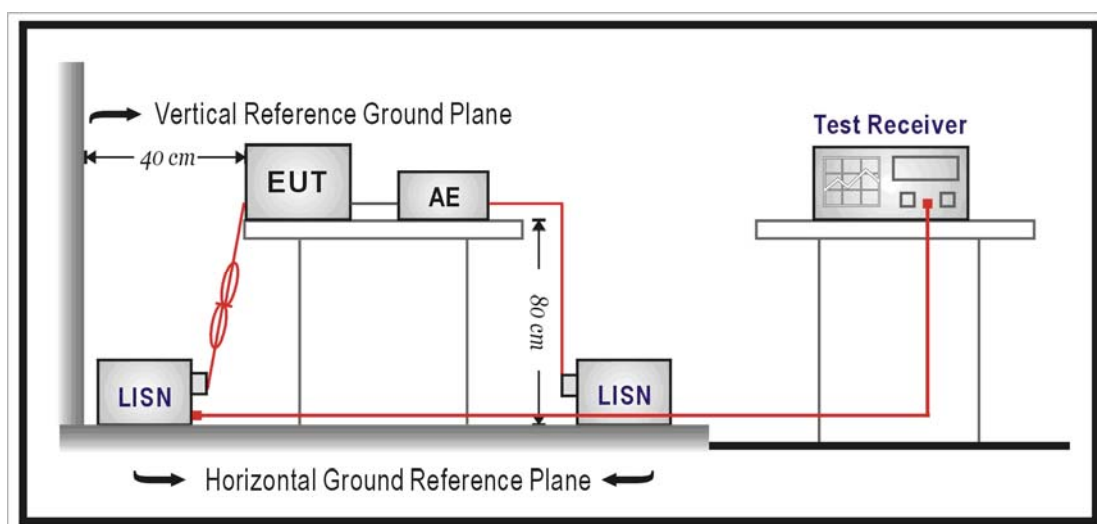 Vertical Reference Ground Plane
Test Receiver
40 cm
EUT
AE
80 cm
LISN
LISN
Horizontal Ground Reference Plane